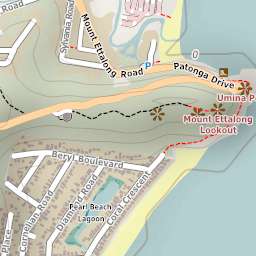 Sylvania Road
Mount Ettalong
Road
P
Patonga Drive
Umina P
Mount Ettalong
Lookout
Beryl Boulevard
Coral Crescent
Diamond Road
Cornelian Road
Place
Pearl Beach
Lagoon